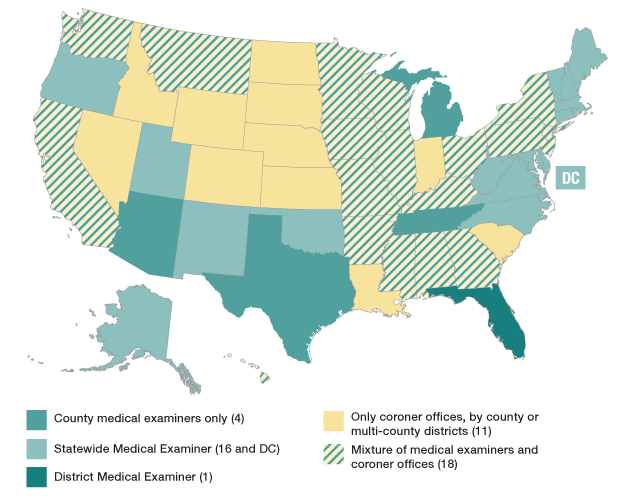 DC
County medical examiners only (4)
Statewide Medical Examiner (16 and DC)
District Medical Examiner (1)
Only coroner offices, by county or
multi-county districts (11)
Mixture of medical examiners and
coroner offices (18)